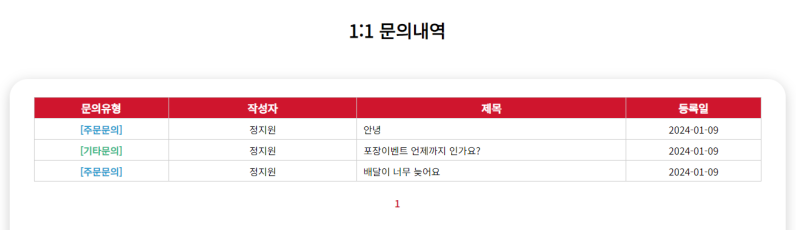 1:1 문의내역
문의유형 작성자 제목 등록일
[주문문의] 정지원 안녕 2024-01-09
[기타문의] 정지원 포장이벤트 언제까지 인가요? 2024-01-09
[주문문의] 정지원 배달이 너무 늦어요 2024-01-09
1